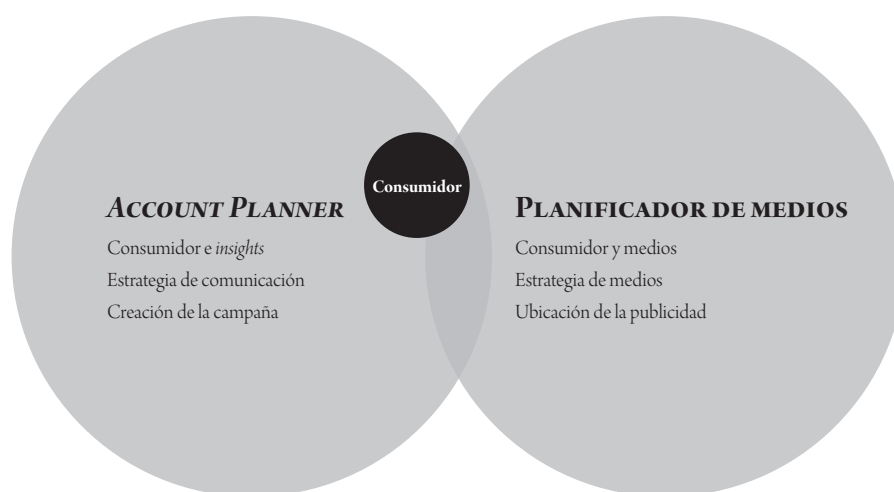 Consumidor
Account Planner
Consumidor e insights
Estrategia de comunicación
Creación de la campaña
Planificador de medios
Consumidor y medios
Estrategia de medios
Ubicación de la publicidad